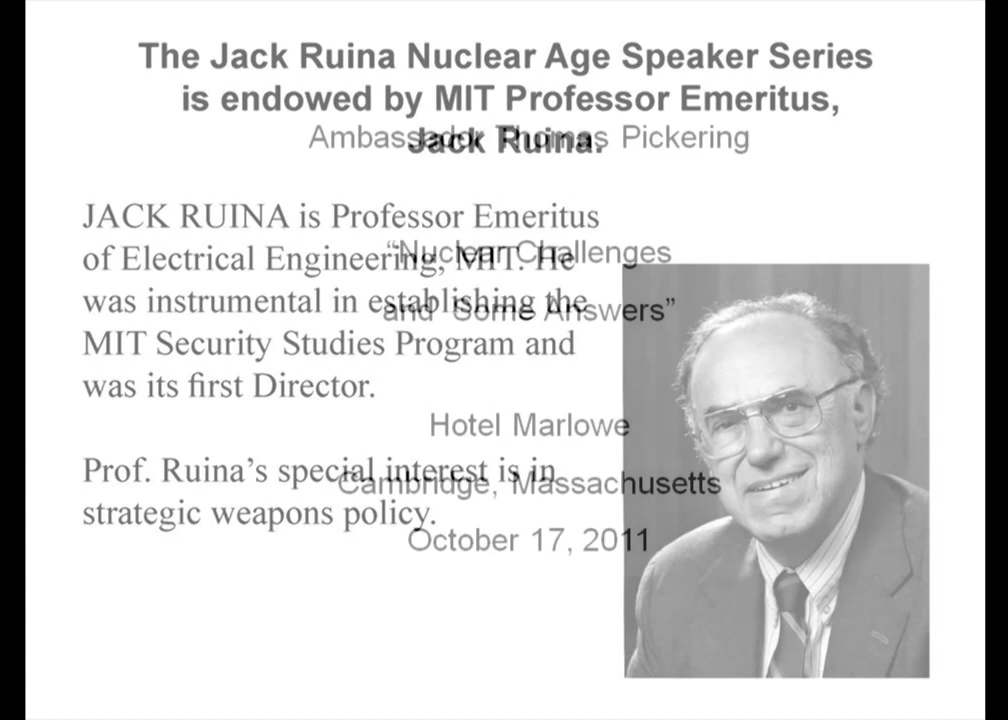 The Jack Ruina Nuclear Age Speaker Series
is endowed by MIT Professor Emeritus,
Jack Ruina.
Ambassador Thomas Pickering
JACK RUINA is Professor Emeritus
of Electrical Engineering, MIT. He
was instrumental in establishing the
MIT Security Studies Program and
was its first Director.
Prof. Ruina's special interest is in
strategic weapons policy.
“Nuclear Challenges
and Some Answers”
Hotel Marlowe
Cambridge, Massachusetts
October 17, 2011